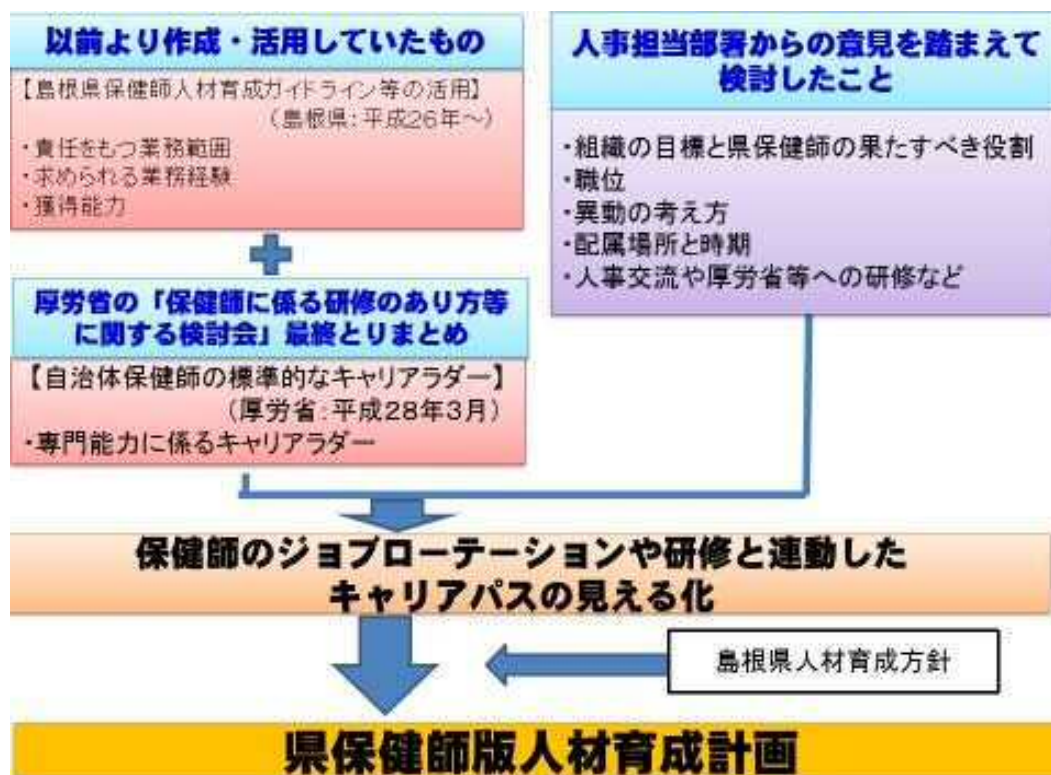 以前より作成・活用していたもの
【島根県保健師人材育成ガイドライン等の活用】
（島根県：平成26年～）
・責任をもつ業務範囲
・求められる業務経験
・獲得能力
厚労省の「保健師に係る研修のあり方等
に関する検討会」最終とりまとめ
【自治体保健師の標準的なキャリアラダー】
（厚労省：平成28年3月）
・専門能力に係るキャリアラダー
人事担当部署からの意見を踏まえて
検討したこと
・組織の目標と県保健師の果たすべき役割
・職位
・異動の考え方
・配属場所と時期
・人事交流や厚労省等への研修など
保健師のジョブローテーションや研修と連動した
キャリアパスの見える化
島根県人材育成方針
県保健師版人材育成計画